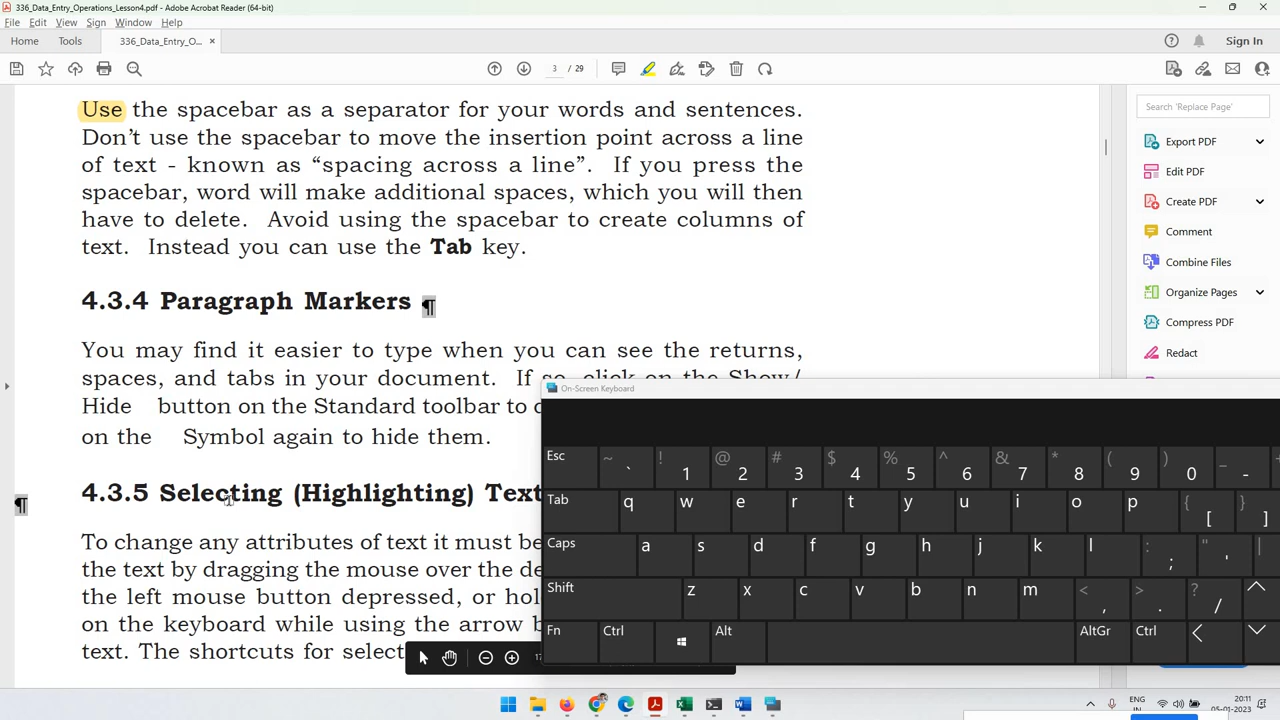 336_Data_Entry_Operations_Lesson4.pdf - Adobe Acrobat Reader (64-bit)
File Edit View Sign Window Help
Home Tools 336_Data_Entry_O... × Sign In
3 / 29
Use the spacebar as a separator for your words and sentences.
Don't use the spacebar to move the insertion point across a line
of text - known as “spacing across a line”. If you press the
spacebar, word will make additional spaces, which you will then
have to delete. Avoid using the spacebar to create columns of
text. Instead you can use the Tab key.
4.3.4 Paragraph Markers ¶
You may find it easier to type when you can see the returns,
spaces, and tabs in your document. If so, click on the Show/
Hide button on the Standard toolbar to
on the Symbol again to hide them.
¶
4.3.5 Selecting (Highlighting) Text
To change any attributes of text it must be
the text by dragging the mouse over the de
the left mouse button depressed, or hol
on the keyboard while using the arrow b
text. The shortcuts for select
Search 'Replace Page'
Export PDF
Edit PDF
Create PDF
Comment
Combine Files
Organize Pages
Compress PDF
Redact
On-Screen Keyboard
Esc ~ ` ! 1 @ 2 # 3 $ 4 % 5 ^ 6 & 7 * 8 ( 9 ) 0 _ -
Tab q w e r t y u i o p { [ } ]
Caps a s d f g h j k l : ; " ' |
Shift z x c v b n m < , > . ? /
Fn Ctrl Alt AltGr Ctrl
ENG
IN
20:11
05-01-2023